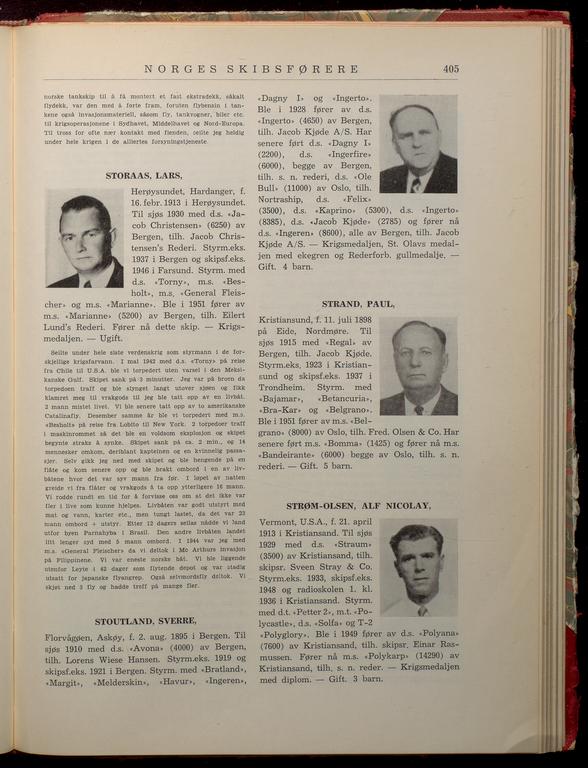 NORGES SKIBSFØRERE 405
norske tankskip til å få montert et fast ekstradekk, såkalt
flydekk, var den med å forte fram, foruten flybensin i tan-
kene også invasjonsmateriell, såsom fly, tankvogner, biler etc.
til krigsoperasjonene i Sydhavet, Middelhavet og Nord-Europa.
Til tross for ofte nær kontakt med fienden, seilte jeg heldig
under hele krigen i de alliertes forsyningstjeneste.
STORAAS, LARS,
Herøysundet, Hardanger, f.
16. febr. 1913 i Herøysundet.
Til sjøs 1930 med d.s. «Ja-
cob Christensen» (6250) av
Bergen, tilh. Jacob Chris-
tensen's Rederi. Styrm.eks.
1937 i Bergen og skipsf.eks.
1946 i Farsund. Styrm. med
d.s. «Torny», m.s. «Bes-
holt», m.s. «General Fleis-
cher» og m.s. «Marianne». Ble i 1951 fører av
m.s. «Marianne» (5200) av Bergen, tilh. Eilert
Lund's Rederi. Fører nå dette skip. — Krigs-
medaljen. — Ugift.
Seilte under hele siste verdenskrig som styrmann i de for-
skjellige krigsfarvann. I mai 1942 med d.s. «Torny» på reise
fra Chile til U.S.A. ble vi torpedert uten varsel i den Meksi-
kanske Gulf. Skipet sank på 3 minutter. Jeg var på broen da
torpedoen traff og ble slynget langt utover sjøen og fikk
klamret meg til vrakgods til jeg ble tatt opp av en livbåt.
2 mann mistet livet. Vi ble senere tatt opp av to amerikanske
Catalinafly. Desember samme år ble vi torpedert med m.s.
«Besholt» på reis fra Lobito til New York. 2 torpedoer traff
i maskinrommet så det ble en voldsom eksplosjon og skipet
begynte straks å synke. Skipet sank på ca. 2 min., og 14
mennesker omkom, deriblant kapteinen og en kvinnelig passa-
sjer. Selv gikk jeg ned med skipet og ble hengende på en
flåte og kom senere opp og ble brakt ombord i en av liv-
båtene hvor det var syv mann før. I løpet av natten
greide vi fra flåter og vrakgods å ta opp ytterligere 16 mann.
Vi rodde rundt en tid for å forvisse oss om at det ikke var
fler i live som kunne hjelpes. Livbåten var godt utstyrt med
mat og vann, karter etc., men tungt lastet, da det var 23
mann ombord + utstyr. Etter 12 dagers seilas nådde vi land
utfor byen Parnahyba i Brasil. Den andre livbåten landet
litt lenger syd med 5 mann ombord. I 1944 var jeg med
m.s. «General Fleischer» da vi deltok i Mc Arthurs invasjon
på Filippinene. Vi var eneste norske båt. Vi ble liggende
utenfor Leyte i 42 dager som flytende depot og var stadig
utsatt for japanske flyangrep. Også selvmordsfly deltok. Vi
skjøt ned 3 fly og hadde treff på mange fler.
STOUTLAND, SVERRE,
Florvågøen, Askøy, f. 2. aug. 1895 i Bergen. Til
sjøs 1910 med d.s. «Avona» (4000) av Bergen,
tilh. Lorens Wiese Hansen. Styrm.eks. 1919 og
skipsf.eks. 1921 i Bergen. Styrm. med «Bratland»,
«Margit», «Melderskin», «Havur», «Ingeren»,
«Dagny I» og «Ingerto».
Ble i 1928 fører av d.s.
«Ingerto» (4650) av Bergen,
tilh. Jacob Kjøde A/S. Har
senere ført d.s. «Dagny I»
(2200), d.s. «Ingerfire»
(6000), begge av Bergen,
tilh. s. n. rederi, d.s. «Ole
Bull» (11000) av Oslo, tilh.
Nortraship, d.s. «Felix»
(3500), d.s. «Kaprino» (5300), d.s. «Ingerto»
(8385), d.s. «Jacob Kjøde» (2785) og fører nå
d.s. «Ingeren» (8600), alle av Bergen, tilh. Jacob
Kjøde A/S. — Krigsmedaljen, St. Olavs medal-
jen med ekegren og Rederforb. gullmedalje. —
Gift. 4 barn.
STRAND, PAUL,
Kristiansund, f. 11. juli 1898
på Eide, Nordmøre. Til
sjøs 1915 med «Regal» av
Bergen, tilh. Jacob Kjøde.
Styrm.eks. 1923 i Kristian-
sund og skipsf.eks. 1937 i
Trondheim. Styrm. med
«Bajamar», «Betancuria»,
«Bra-Kar» og «Belgrano».
Ble i 1951 fører av m.s. «Bel-
grano» (8000) av Oslo, tilh. Fred. Olsen & Co. Har
senere ført m.s. «Bomma» (1425) og fører nå m.s.
«Bandeirante» (6000) begge av Oslo, tilh. s. n.
rederi. — Gift. 5 barn.
STRØM-OLSEN, ALF NICOLAY,
Vermont, U.S.A., f. 21. april
1913 i Kristiansand. Til sjøs
1929 med d.s. «Straum»
(3500) av Kristiansand, tilh.
skipsr. Sveen Stray & Co.
Styrm.eks. 1933, skipsf.eks.
1948 og radioskolen 1. kl.
1936 i Kristiansand. Styrm.
med d.t. «Petter 2», m.t. «Po-
lycastle», d.s. «Solfa» og T-2
«Polyglory». Ble i 1949 fører av d.s. «Polyana»
(7600) av Kristiansand, tilh. skipsr. Einar Ras-
mussen. Fører nå m.s. «Polykarp» (14290) av
Kristiansand, tilh. s. n. reder. — Krigsmedaljen
med diplom. — Gift. 3 barn.